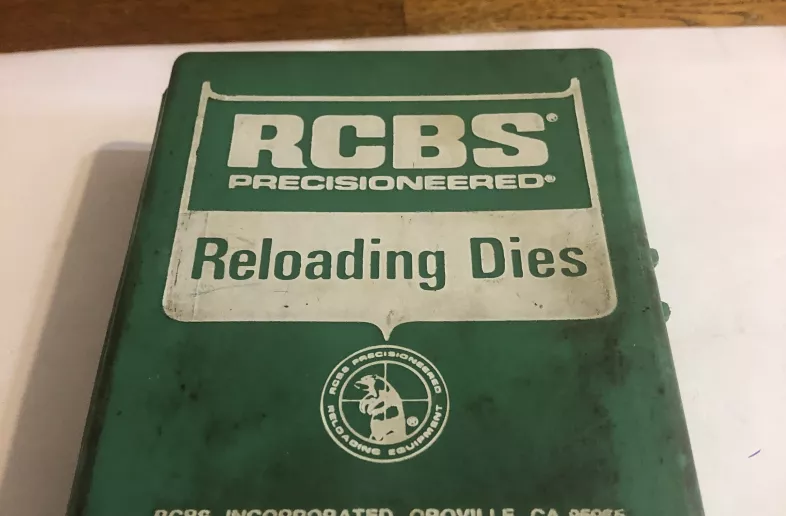 RCBS®
PRECISIONEERED®
Reloading Dies
RCBS PRECISIONEERED
RELOADING EQUIPMENT ®
RCBS INCORPORATED, OROVILLE, CA